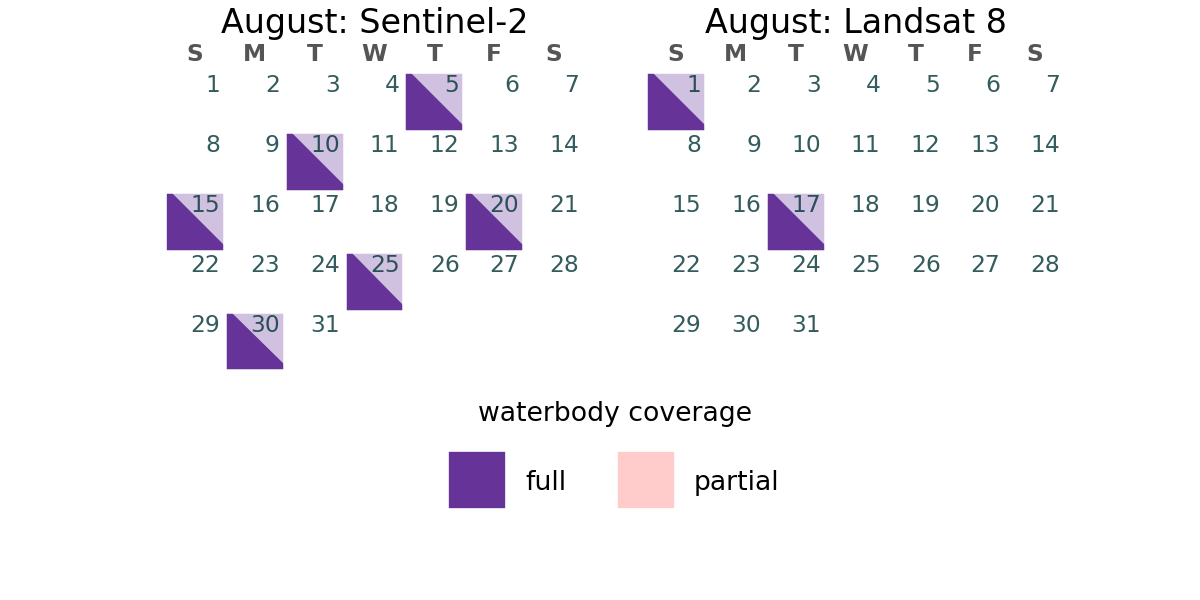 August: Sentinel-2
S M T W T F S
1 2 3 4 5 6 7
8 9 10 11 12 13 14
15 16 17 18 19 20 21
22 23 24 25 26 27 28
29 30 31
August: Landsat 8
S M T W T F S
1 2 3 4 5 6 7
8 9 10 11 12 13 14
15 16 17 18 19 20 21
22 23 24 25 26 27 28
29 30 31
waterbody coverage
full partial